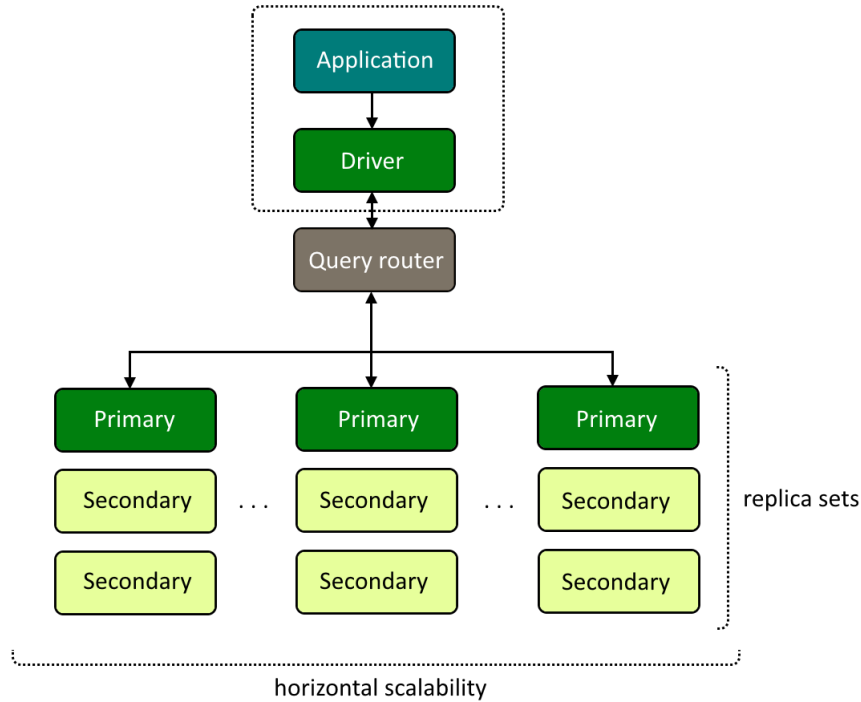 Application
Driver
Query router
Primary Primary Primary
Secondary . . . Secondary . . . Secondary
replica sets
Secondary Secondary Secondary
horizontal scalability